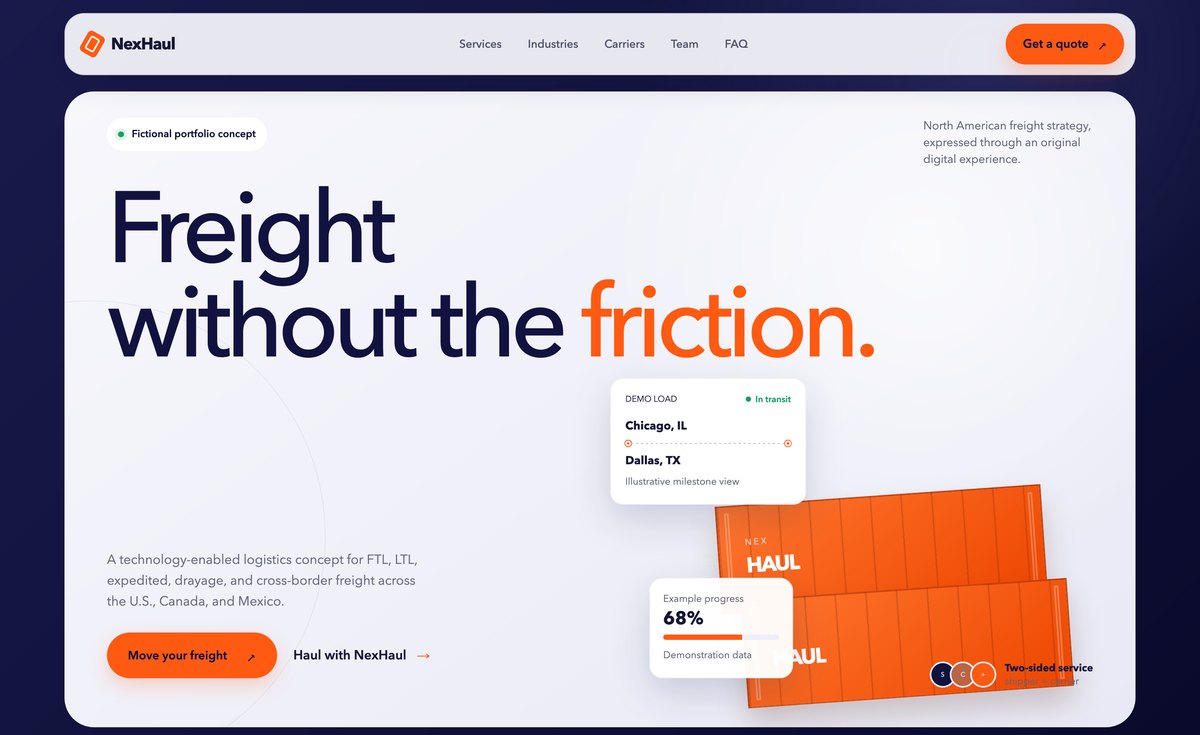 NexHaul
Services
Industries
Carriers
Team
FAQ
Get a quote ↗
Fictional portfolio concept
North American freight strategy,
expressed through an original
digital experience.
Freight
without the friction.
DEMO LOAD
In transit
Chicago, IL
Dallas, TX
Illustrative milestone view
NEX
HAUL
Example progress
68%
Demonstration data
HAUL
A technology-enabled logistics concept for FTL, LTL,
expedited, drayage, and cross-border freight across
the U.S., Canada, and Mexico.
Move your freight ↗
Haul with NexHaul →
S
C
+
Two-sided service
shipper + carrier